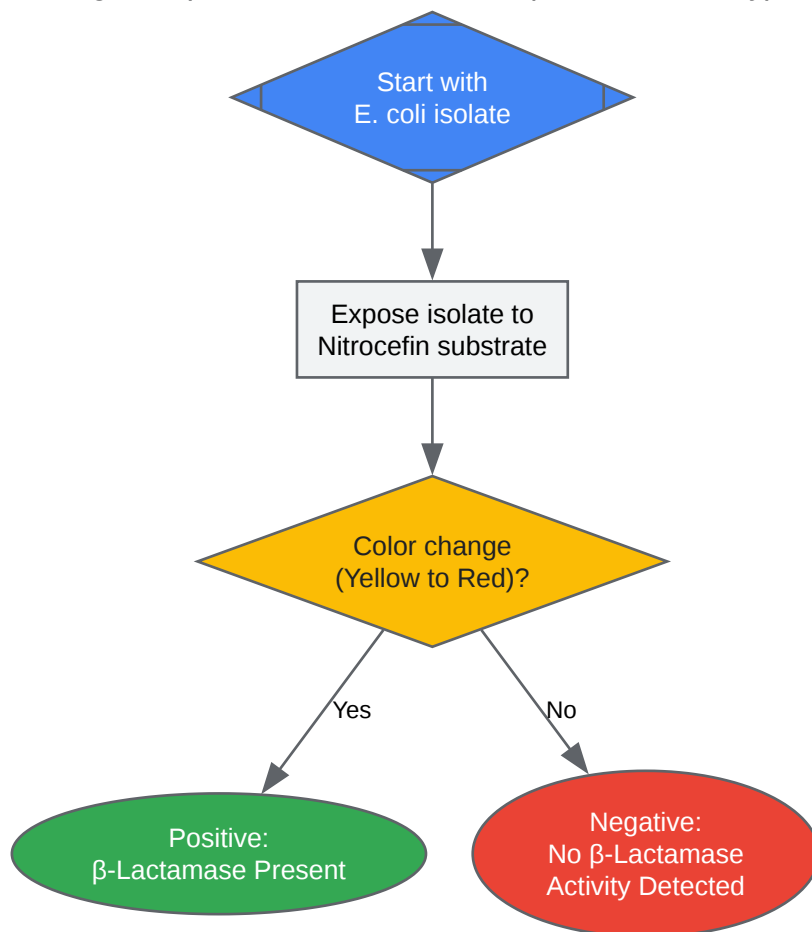 Start with
E. coli isolate
Expose isolate to
Nitrocefin substrate
Color change
(Yellow to Red)?
Yes
No
Positive:
β-Lactamase Present
Negative:
No β-Lactamase
Activity Detected